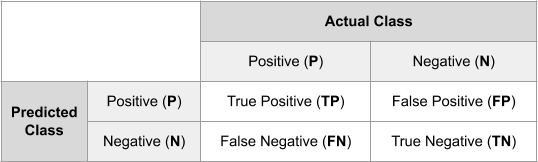 Actual Class
Positive (P) Negative (N)
Predicted Class
Positive (P) True Positive (TP) False Positive (FP)
Negative (N) False Negative (FN) True Negative (TN)